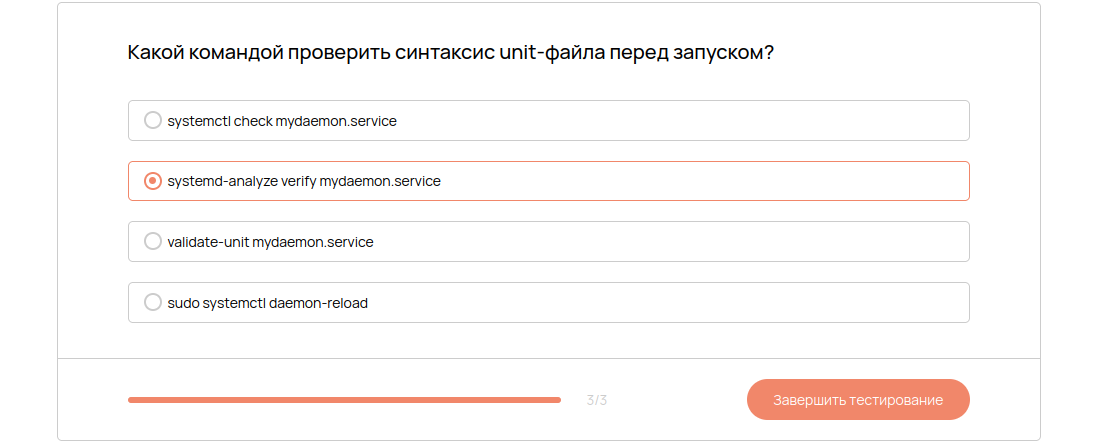 Какой командой проверить синтаксис unit-файла перед запуском?
systemctl check mydaemon.service
systemd-analyze verify mydaemon.service
validate-unit mydaemon.service
sudo systemctl daemon-reload
3/3
Завершить тестирование